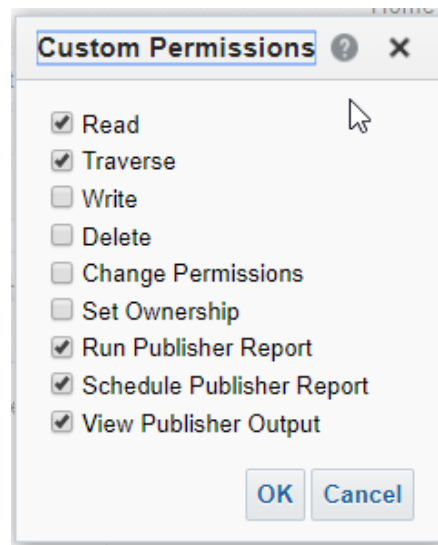 Custom Permissions
Read
Traverse
Write
Delete
Change Permissions
Set Ownership
Run Publisher Report
Schedule Publisher Report
View Publisher Output
OK Cancel